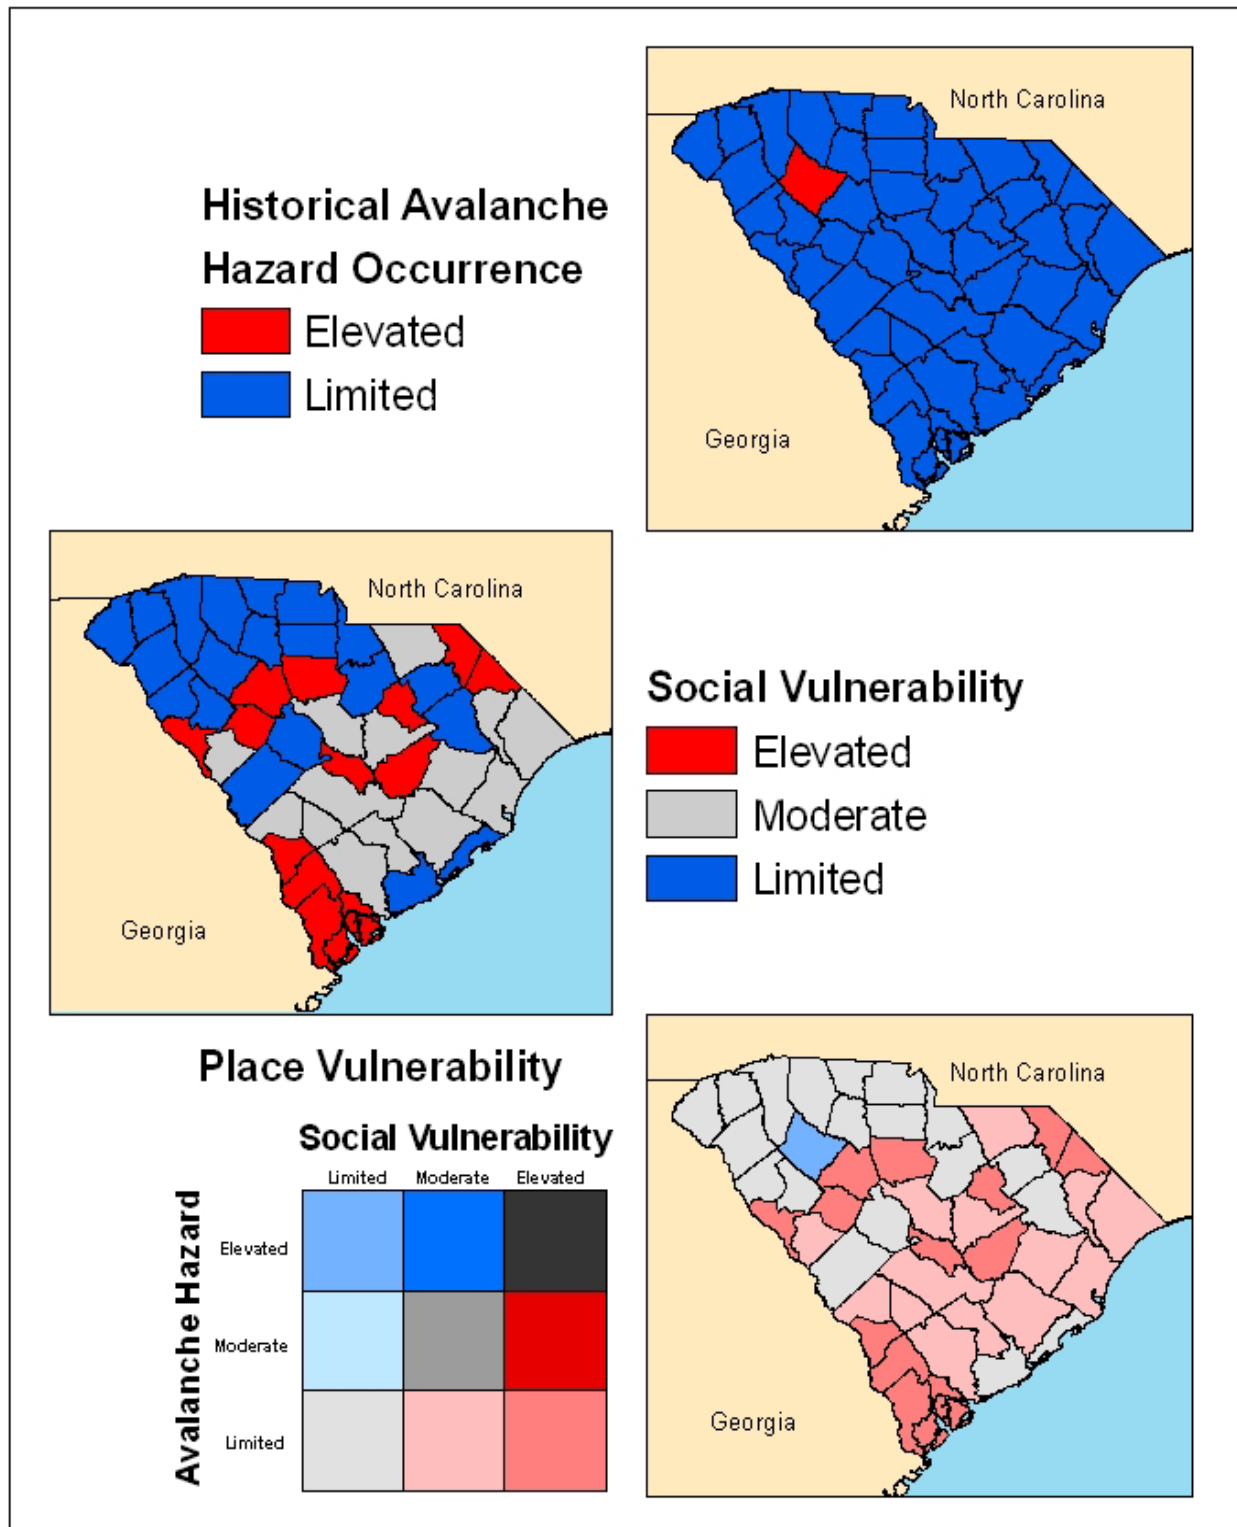 North Carolina
Historical Avalanche
Hazard Occurrence
Elevated
Limited
Georgia
North Carolina
Georgia
Social Vulnerability
Elevated
Moderate
Limited
Place Vulnerability
Social Vulnerability
Limited Moderate Elevated
Avalanche Hazard
Elevated
Moderate
Limited
North Carolina
Georgia